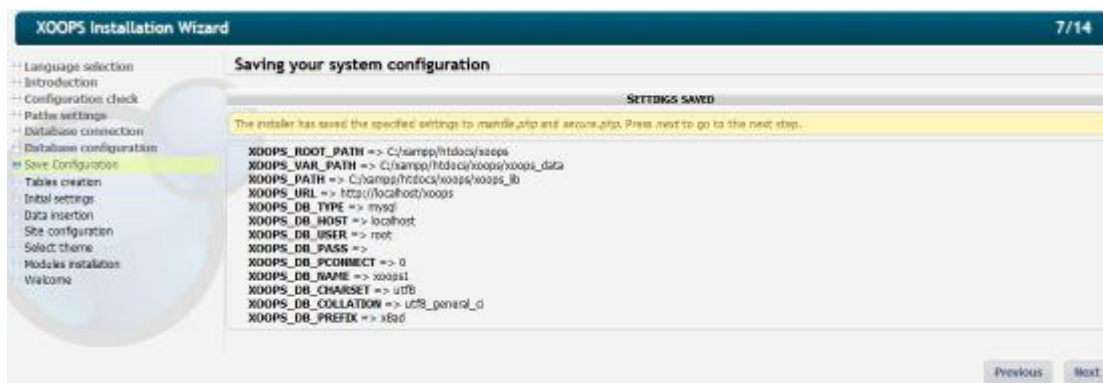 XOOPS Installation Wizard
7/14
Language selection
Introduction
Configuration check
Paths settings
Database connection
Database configuration
Save Configuration
Tables creation
Initial settings
Data insertion
Site configuration
Select theme
Modules installation
Welcome
Saving your system configuration
SETTINGS SAVED
The installer has saved the specified settings to mainfile.php and secure.php. Press next to go to the next step.
XOOPS_ROOT_PATH => C:/xampp/htdocs/xoops
XOOPS_VAR_PATH => C:/xampp/htdocs/xoops/xoops_data
XOOPS_PATH => C:/xampp/htdocs/xoops/xoops_lib
XOOPS_URL => http://localhost/xoops
XOOPS_DB_TYPE => mysql
XOOPS_DB_HOST => localhost
XOOPS_DB_USER => root
XOOPS_DB_PASS =>
XOOPS_DB_PCONNECT => 0
XOOPS_DB_NAME => xoops1
XOOPS_DB_CHARSET => utf8
XOOPS_DB_COLLATION => utf8_general_ci
XOOPS_DB_PREFIX => x8ad
Previous
Next